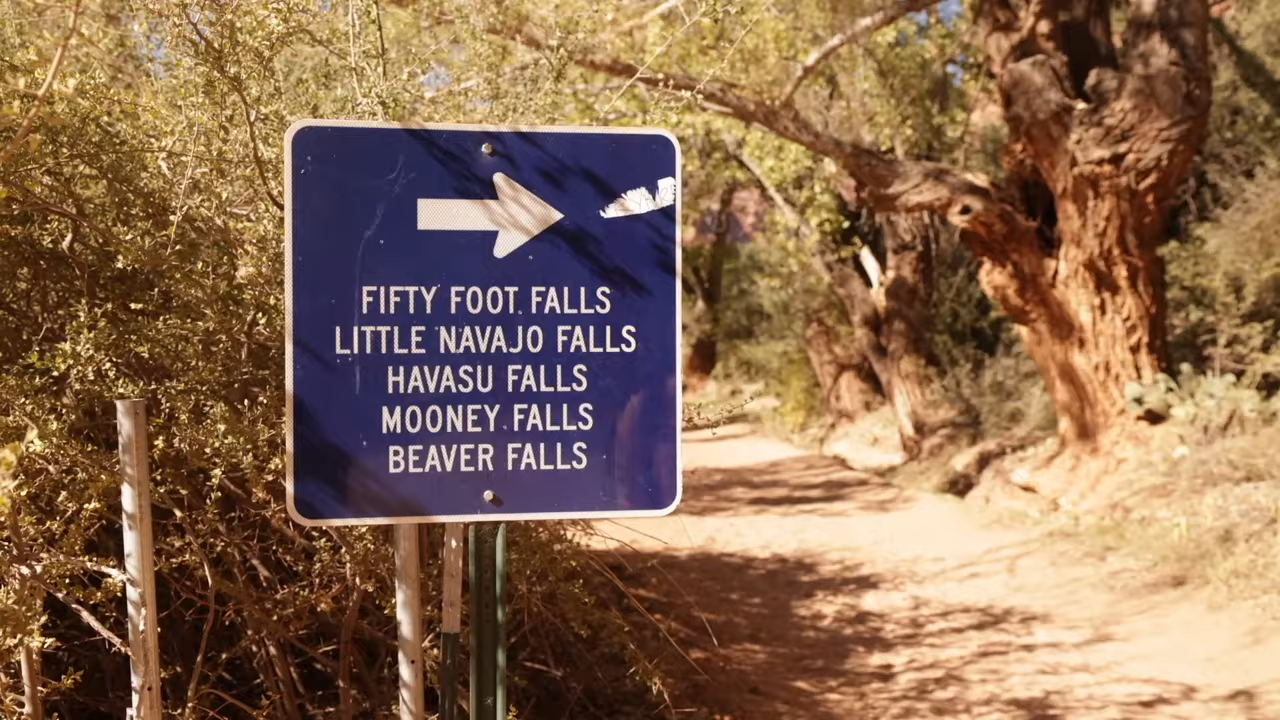 FIFTY FOOT FALLS
LITTLE NAVAJO FALLS
HAVASU FALLS
MOONEY FALLS
BEAVER FALLS